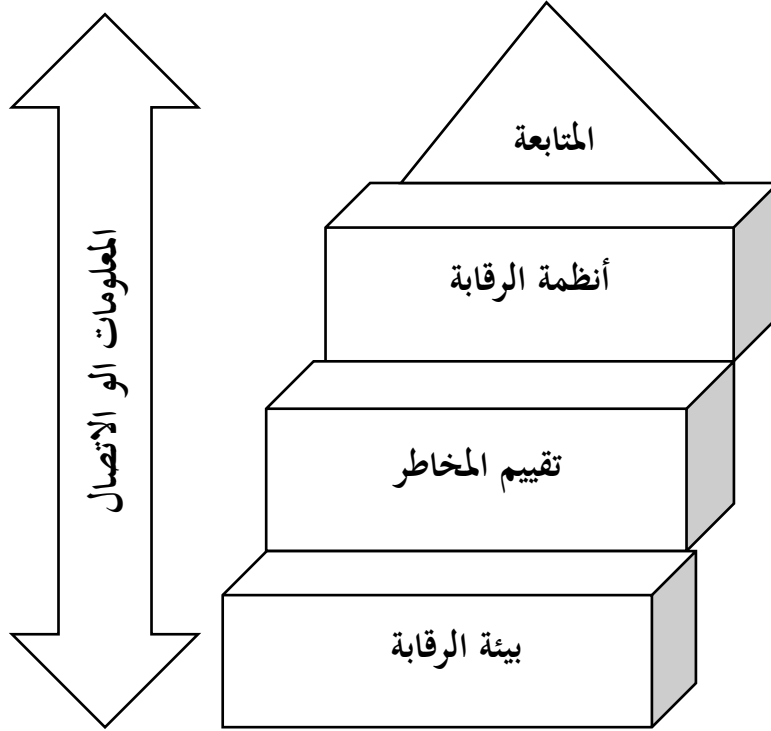 المتابعة
أنظمة الرقابة
تقييم المخاطر
بيئة الرقابة
المعلومات الو الاتصال